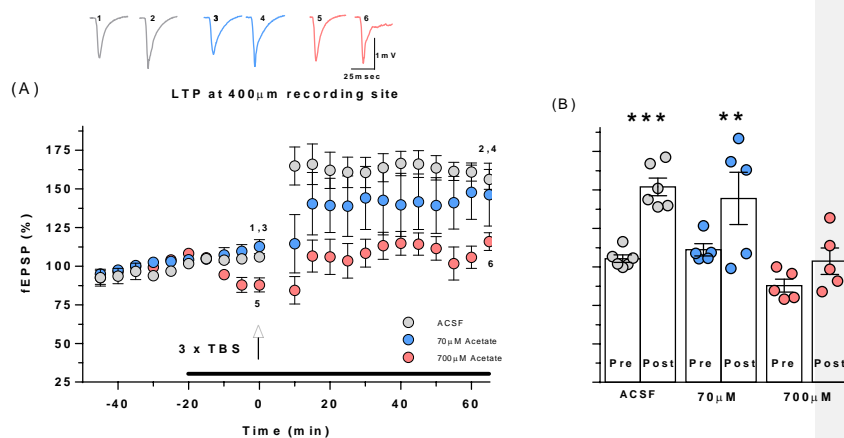 1 2 3 4 5 6
1mV
25msec
(A)
LTP at 400µm recording site
(B)
*** **
175
150
125
100
75
50
25
fEPSP (%)
2,4
1,3
6
5
ACSF
70µM Acetate
700µM Acetate
3 x TBS
-40 -20 0 20 40 60
Time (min)
Pre Post Pre Post Pre Post
ACSF 70µM 700µM